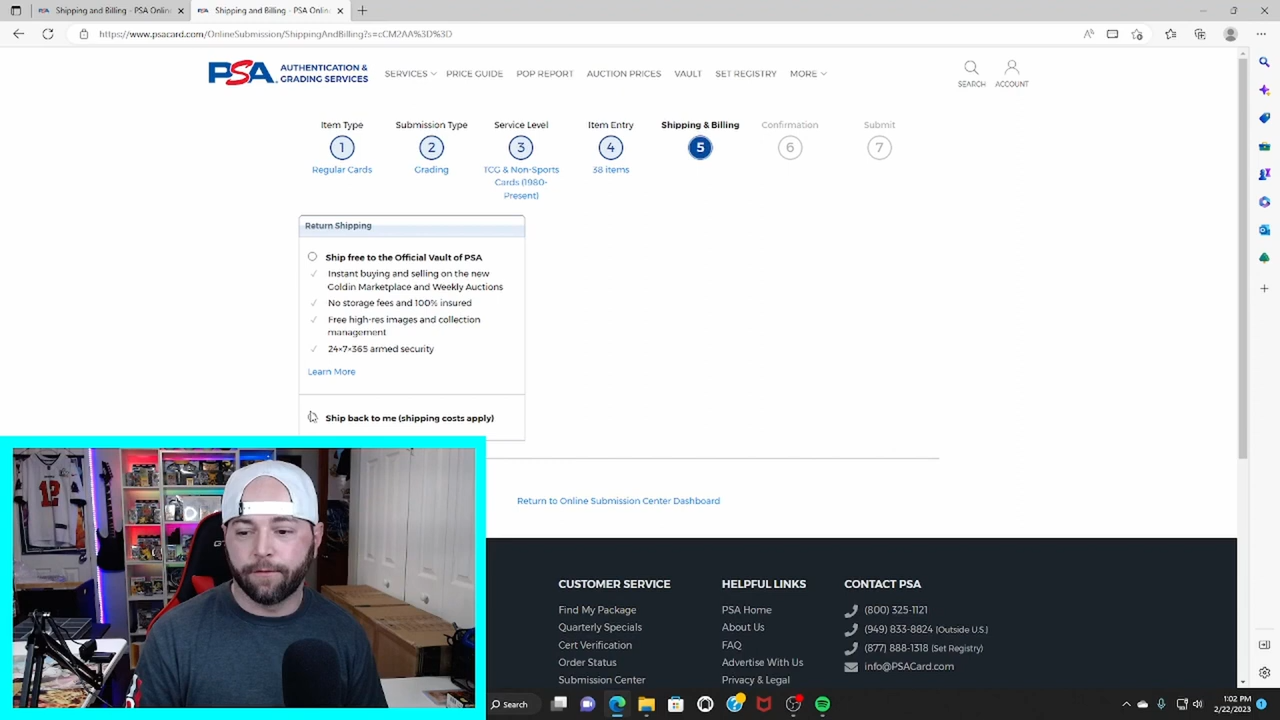 Shipping and Billing - PSA Onlin
Shipping and Billing - PSA Onlin
https://www.psacard.com/OnlineSubmission/ShippingAndBilling?s=cCM2AA%3D%3D
PSA AUTHENTICATION & GRADING SERVICES
SERVICES
PRICE GUIDE
POP REPORT
AUCTION PRICES
VAULT
SET REGISTRY
MORE
SEARCH
ACCOUNT
Item Type
Submission Type
Service Level
Item Entry
Shipping & Billing
Confirmation
Submit
1
2
3
4
5
6
7
Regular Cards
Grading
TCG & Non-Sports
Cards (1980-
Present)
38 items
Return Shipping
Ship free to the Official Vault of PSA
Instant buying and selling on the new
Goldin Marketplace and Weekly Auctions
No storage fees and 100% insured
Free high-res images and collection
management
24×7×365 armed security
Learn More
Ship back to me (shipping costs apply)
Return to Online Submission Center Dashboard
CUSTOMER SERVICE
Find My Package
Quarterly Specials
Cert Verification
Order Status
Submission Center
HELPFUL LINKS
PSA Home
About Us
FAQ
Advertise With Us
Privacy & Legal
CONTACT PSA
(800) 325-1121
(949) 833-8824 (Outside U.S.)
(877) 888-1318 (Set Registry)
info@PSACard.com
12
Search
1:02 PM
2/22/2023